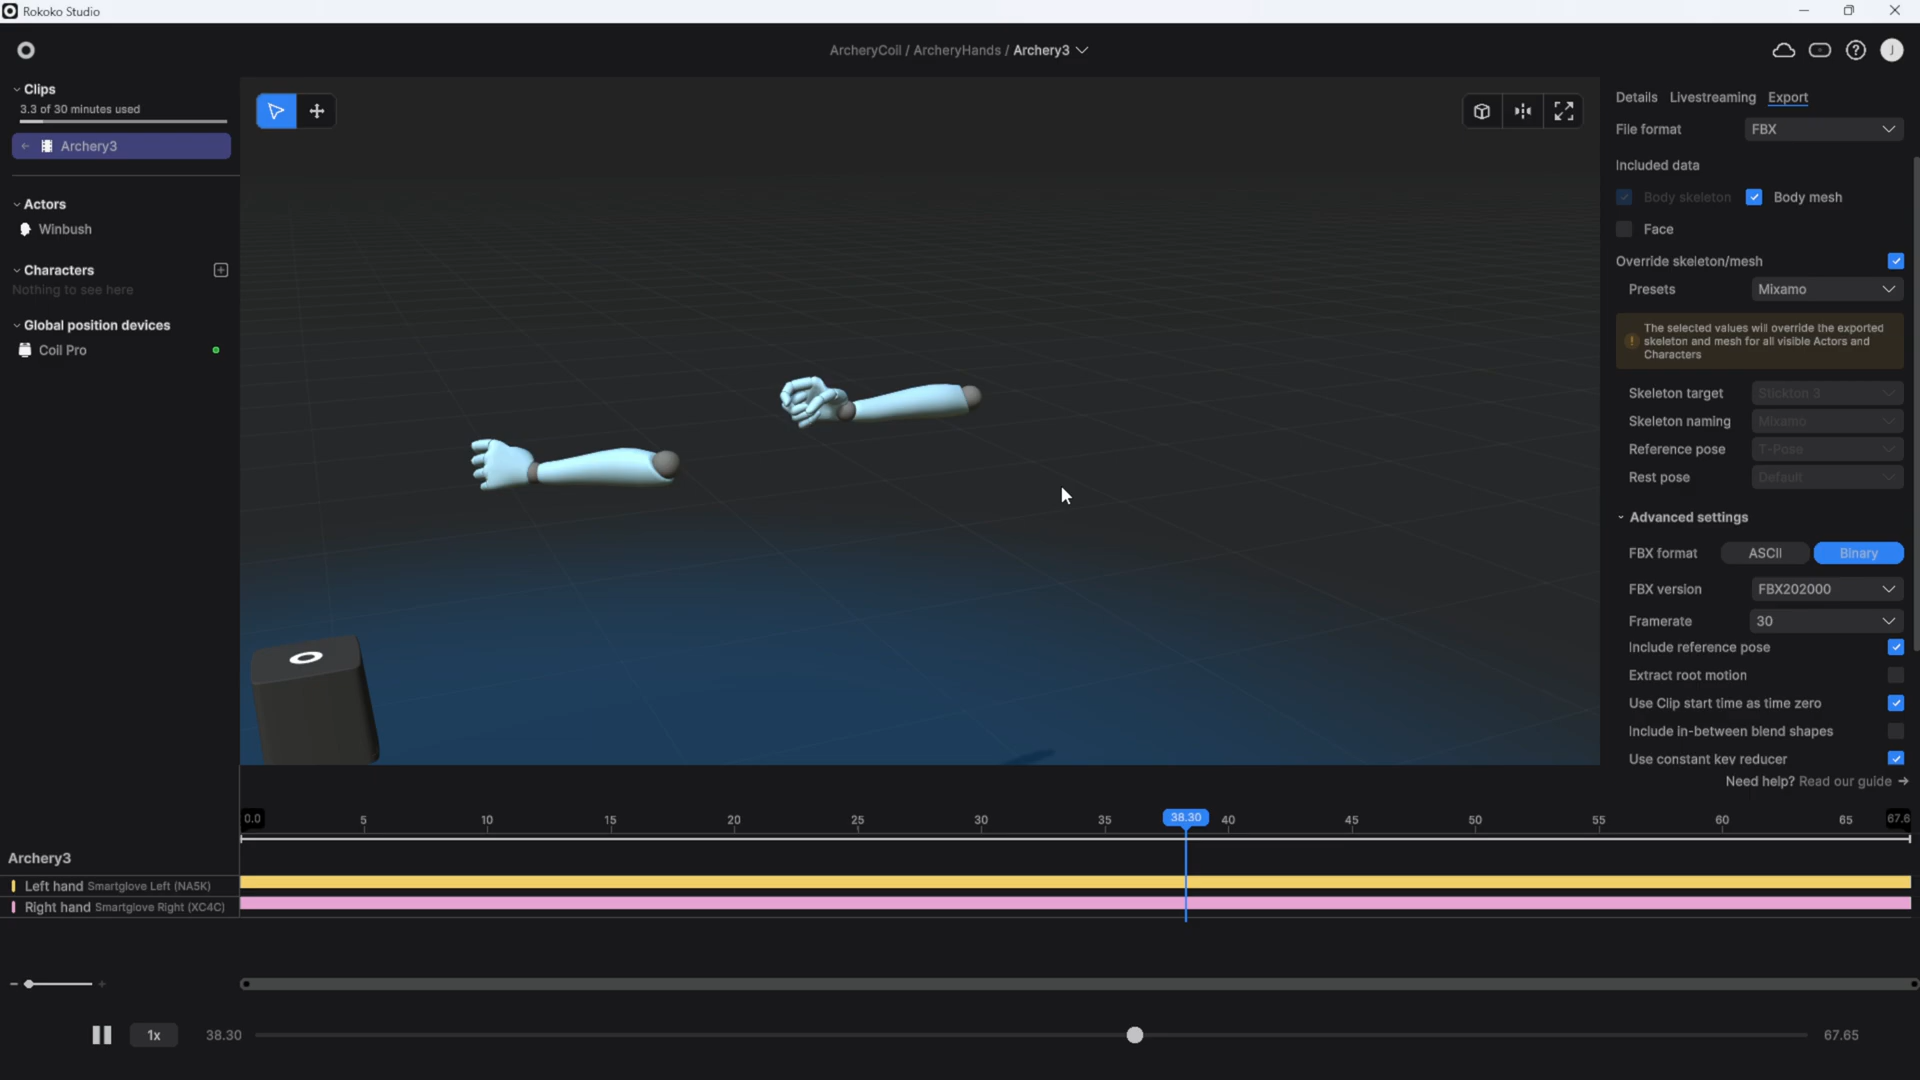 Rokoko Studio
ArcheryCoil / ArcheryHands / Archery3
J
Clips
3.3 of 30 minutes used
Archery3
Actors
Winbush
Characters
Nothing to see here
Global position devices
Coil Pro
Details Livestreaming Export
File format FBX
Included data
Body skeleton Body mesh
Face
Override skeleton/mesh
Presets Mixamo
The selected values will override the exported
skeleton and mesh for all visible Actors and
Characters
Skeleton target Stickton 3
Skeleton naming Mixamo
Reference pose T-Pose
Rest pose Default
Advanced settings
FBX format ASCII Binary
FBX version FBX202000
Framerate 30
Include reference pose
Extract root motion
Use Clip start time as time zero
Include in-between blend shapes
Use constant key reducer
Need help? Read our guide →
0.0 5 10 15 20 25 30 35 38.30 40 45 50 55 60 65 67.6
Archery3
Left hand Smartglove Left (NA5K)
Right hand Smartglove Right (XC4C)
1x 38.30 67.65